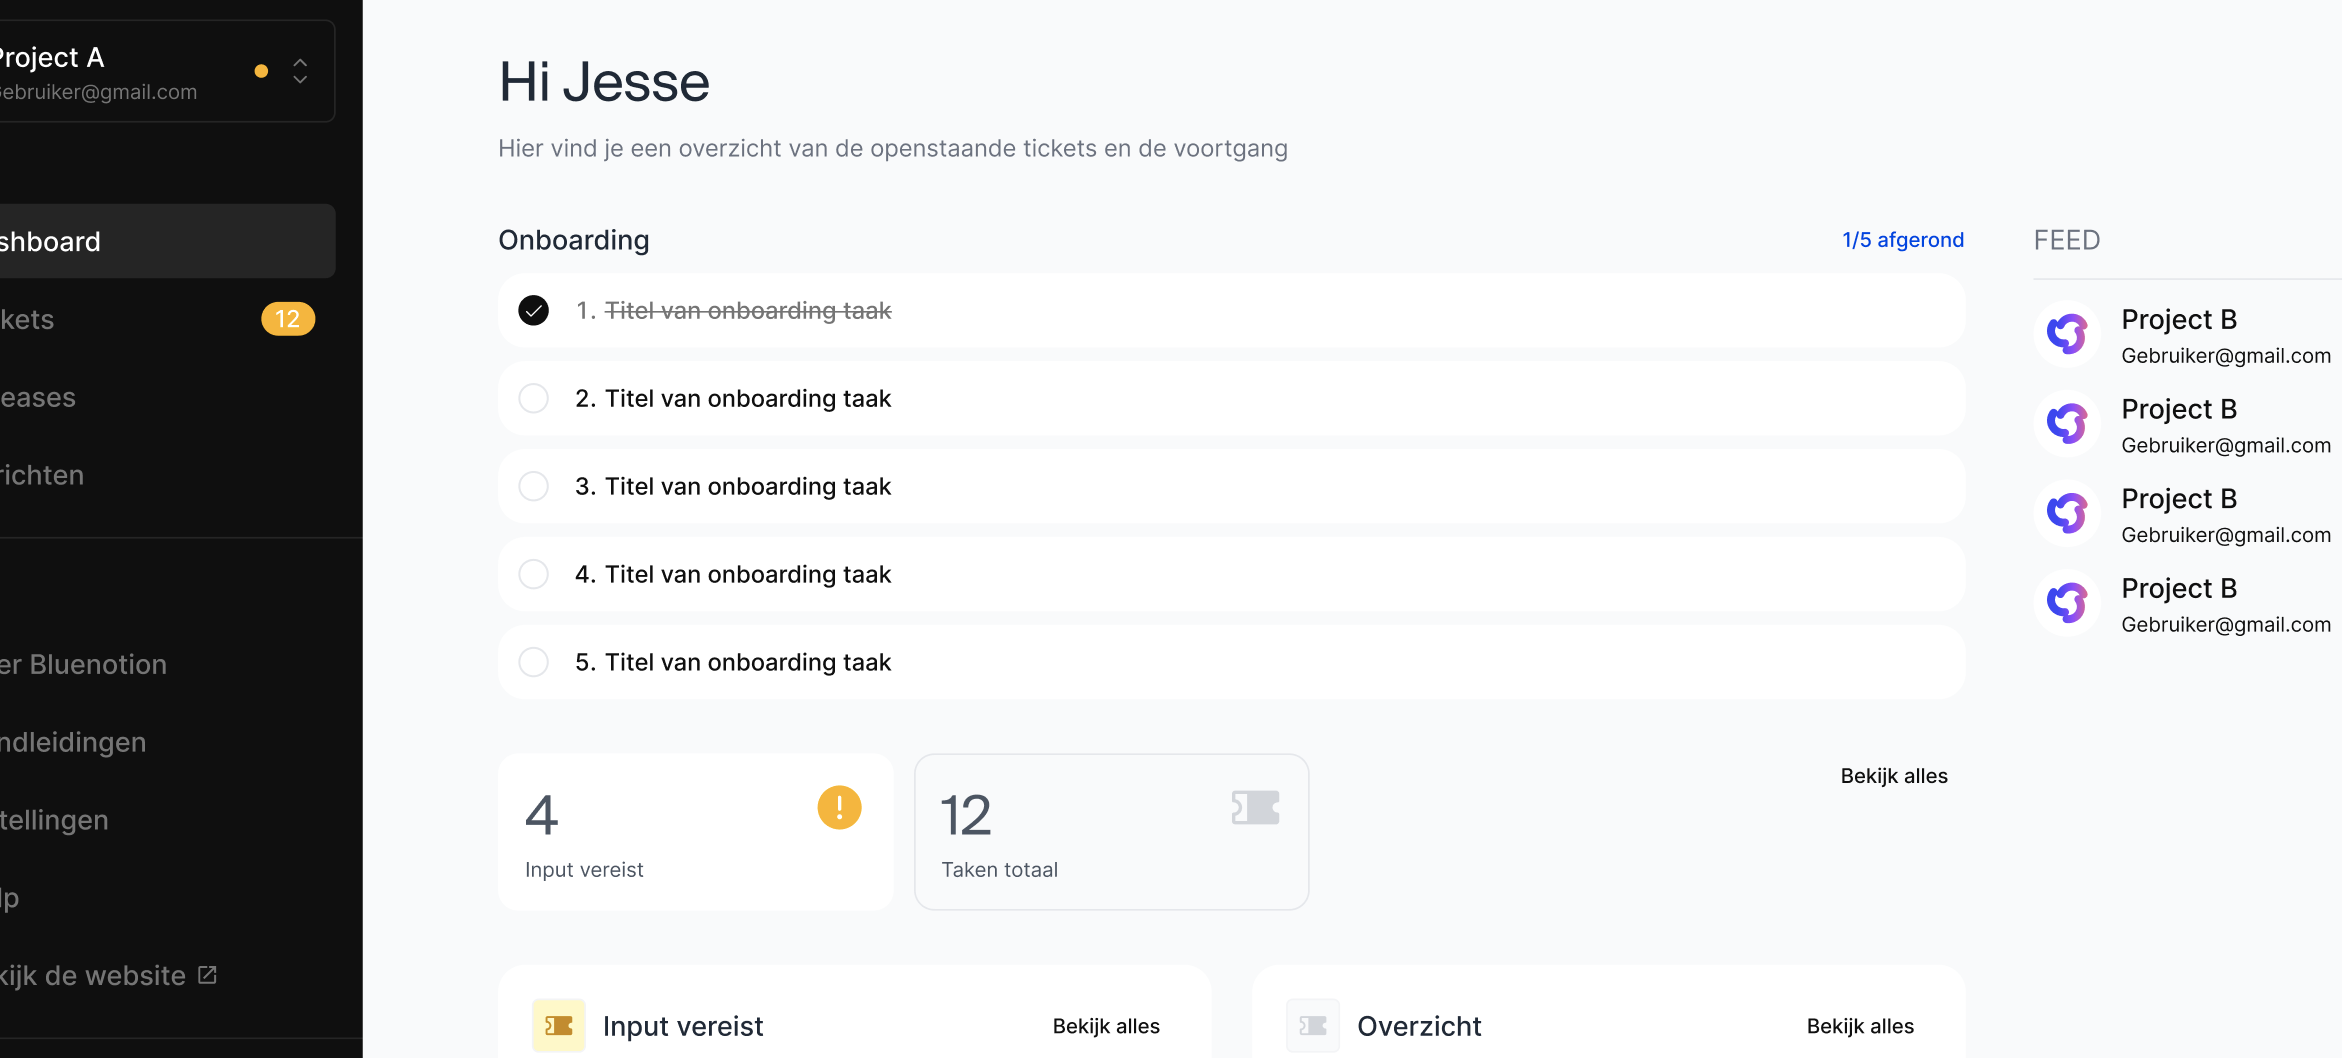 Project A
Gebruiker@gmail.com
shboard
kets
12
eases
richten
er Bluenotion
ndleidingen
tellingen
lp
kijk de website
Hi Jesse
Hier vind je een overzicht van de openstaande tickets en de voortgang
Onboarding
1/5 afgerond
1. Titel van onboarding taak
2. Titel van onboarding taak
3. Titel van onboarding taak
4. Titel van onboarding taak
5. Titel van onboarding taak
4
Input vereist
12
Taken totaal
Bekijk alles
Input vereist
Bekijk alles
Overzicht
Bekijk alles
FEED
Project B
Gebruiker@gmail.com
Project B
Gebruiker@gmail.com
Project B
Gebruiker@gmail.com
Project B
Gebruiker@gmail.com